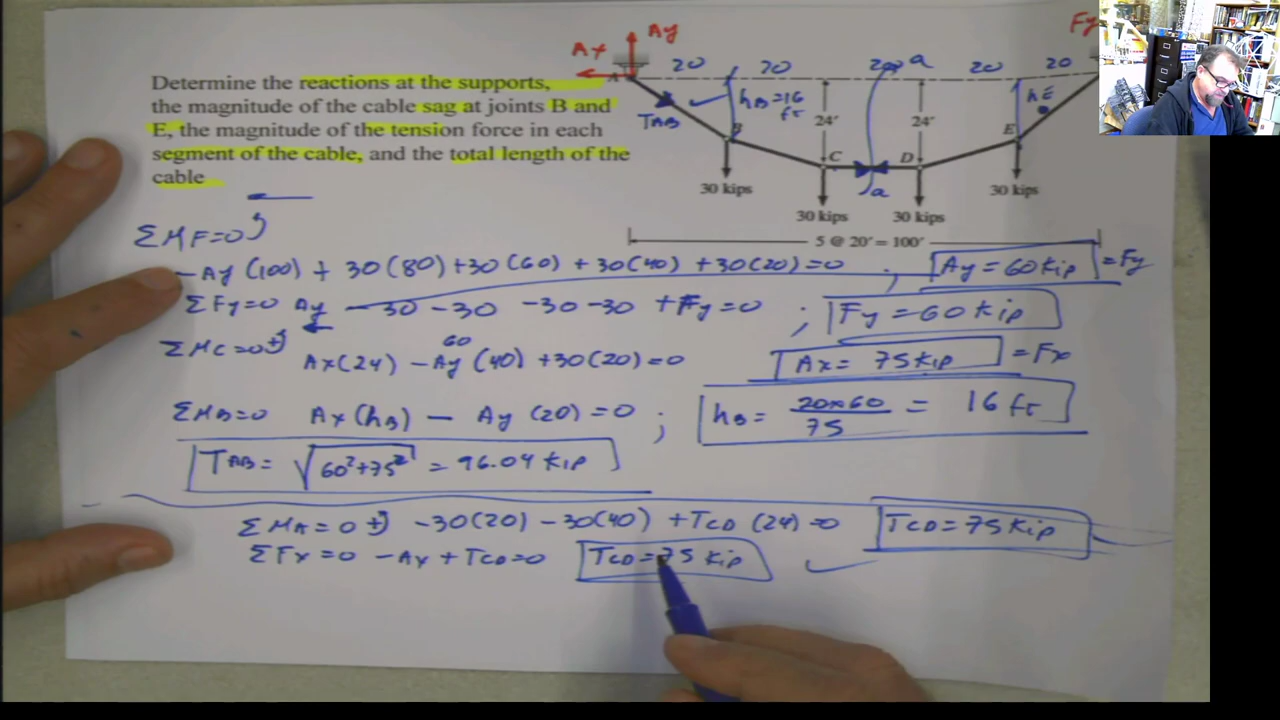 Determine the reactions at the supports,
the magnitude of the cable sag at joints B and
E, the magnitude of the tension force in each
segment of the cable, and the total length of the
cable
Ax Ay Fy
A 20 20 20 a 20 20
TAB hB=16 ft 24' 24' hE
B C D E
a
30 kips 30 kips
30 kips 30 kips
5 @ 20' = 100'
ΣMF=0
-Ay (100) + 30(80) +30(60) + 30(40) +30(20)=0 , Ay = 60 kip = Fy
ΣFy=0 Ay -30 -30 -30 -30 + Fy=0 ; Fy = 60 kip
60
ΣMC=0+ Ax(24) -Ay (40) +30(20)=0 Ax= 75 kip = Fx
ΣMB=0 Ax(hB) - Ay (20) =0 ; hB= 20x60 / 75 = 16 ft
TAB= √60²+75² = 96.04 kip
ΣMA=0+ -30(20) -30(40) +TCD (24)=0 TCD=75 kip
ΣFx=0 -Ax + TCD=0 TCD=75 kip